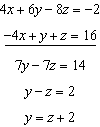 4x + 6y − 8z = −2
−4x + y + z = 16
7y − 7z = 14
y − z = 2
y = z + 2